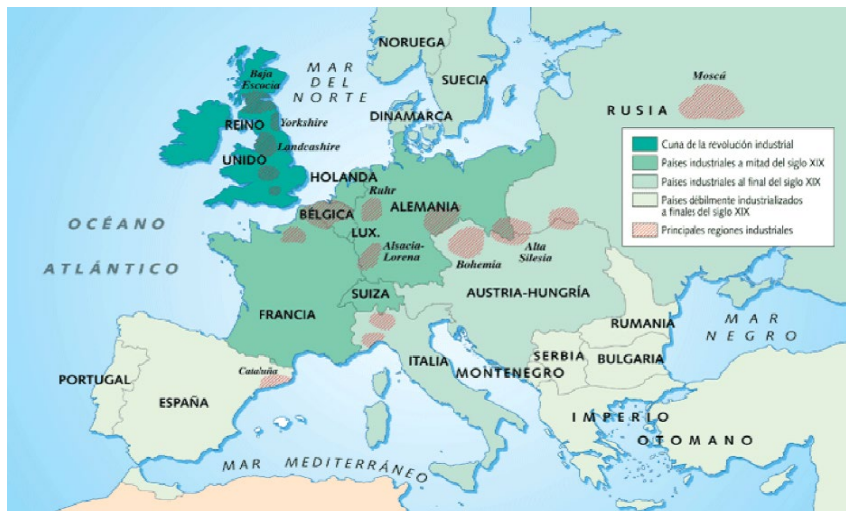 NORUEGA
SUECIA
MAR
DEL
NORTE
Baja
Escocia
Moscú
RUSIA
DINAMARCA
REINO
UNIDO
Yorkshire
Landcashire
HOLANDA
Ruhr
BÉLGICA
ALEMANIA
LUX.
Alsacia-
Lorena
Bohemia
Alta
Silesia
Cuna de la revolución industrial
Países industriales a mitad del siglo XIX
Países industriales al final del siglo XIX
Países débilmente industrializados
a finales del siglo XIX
Principales regiones industriales
OCÉANO
ATLÁNTICO
SUIZA
AUSTRIA-HUNGRÍA
FRANCIA
RUMANIA
MAR
NEGRO
ITALIA
SERBIA
BULGARIA
MONTENEGRO
Cataluña
PORTUGAL
ESPAÑA
IMPERIO
OTOMANO
MAR MEDITERRÁNEO